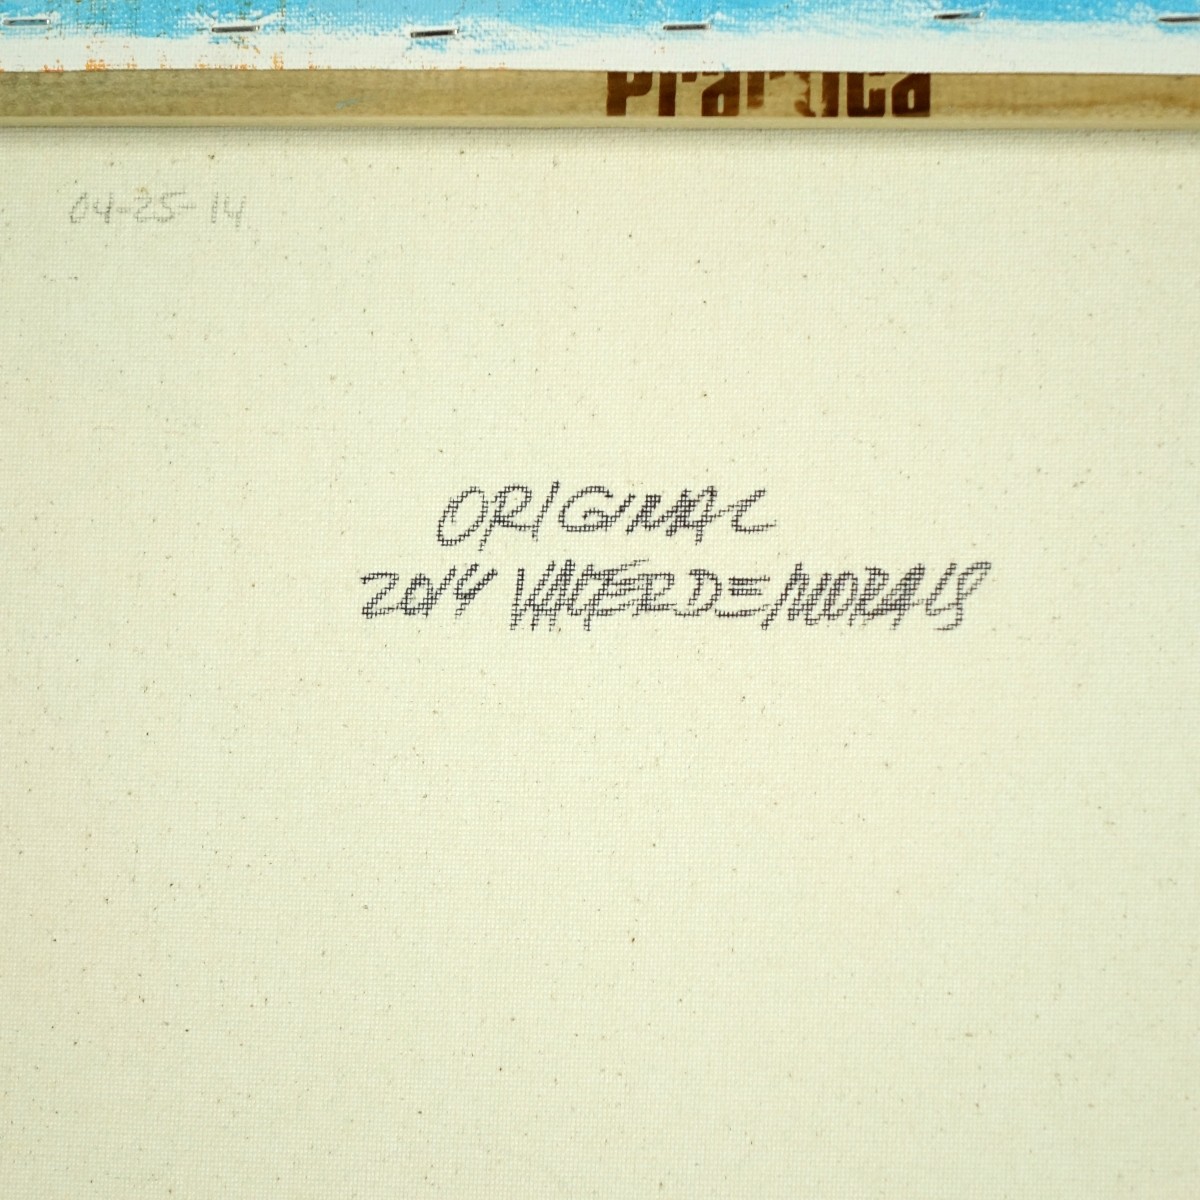 Pratica
04-25-14
ORIGINAL
2014 VALTER DE MORAIS